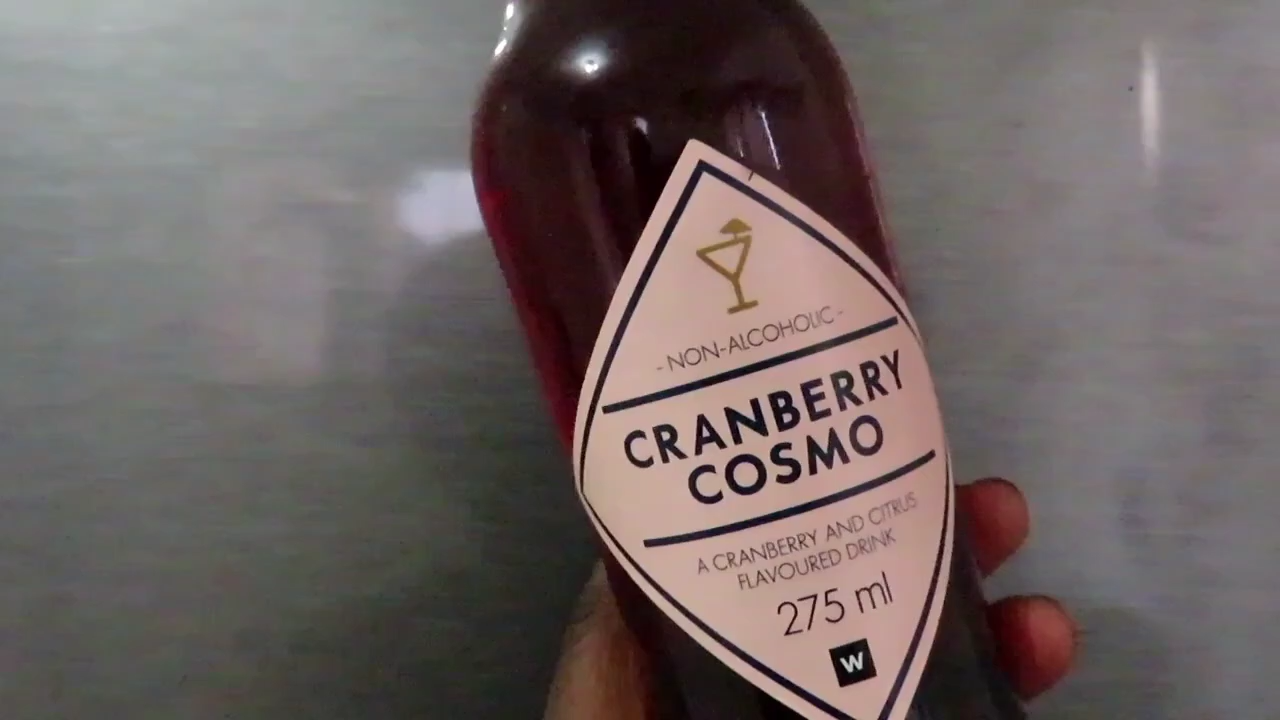 - NON-ALCOHOLIC -
CRANBERRY
COSMO
A CRANBERRY AND CITRUS
FLAVOURED DRINK
275 ml
W